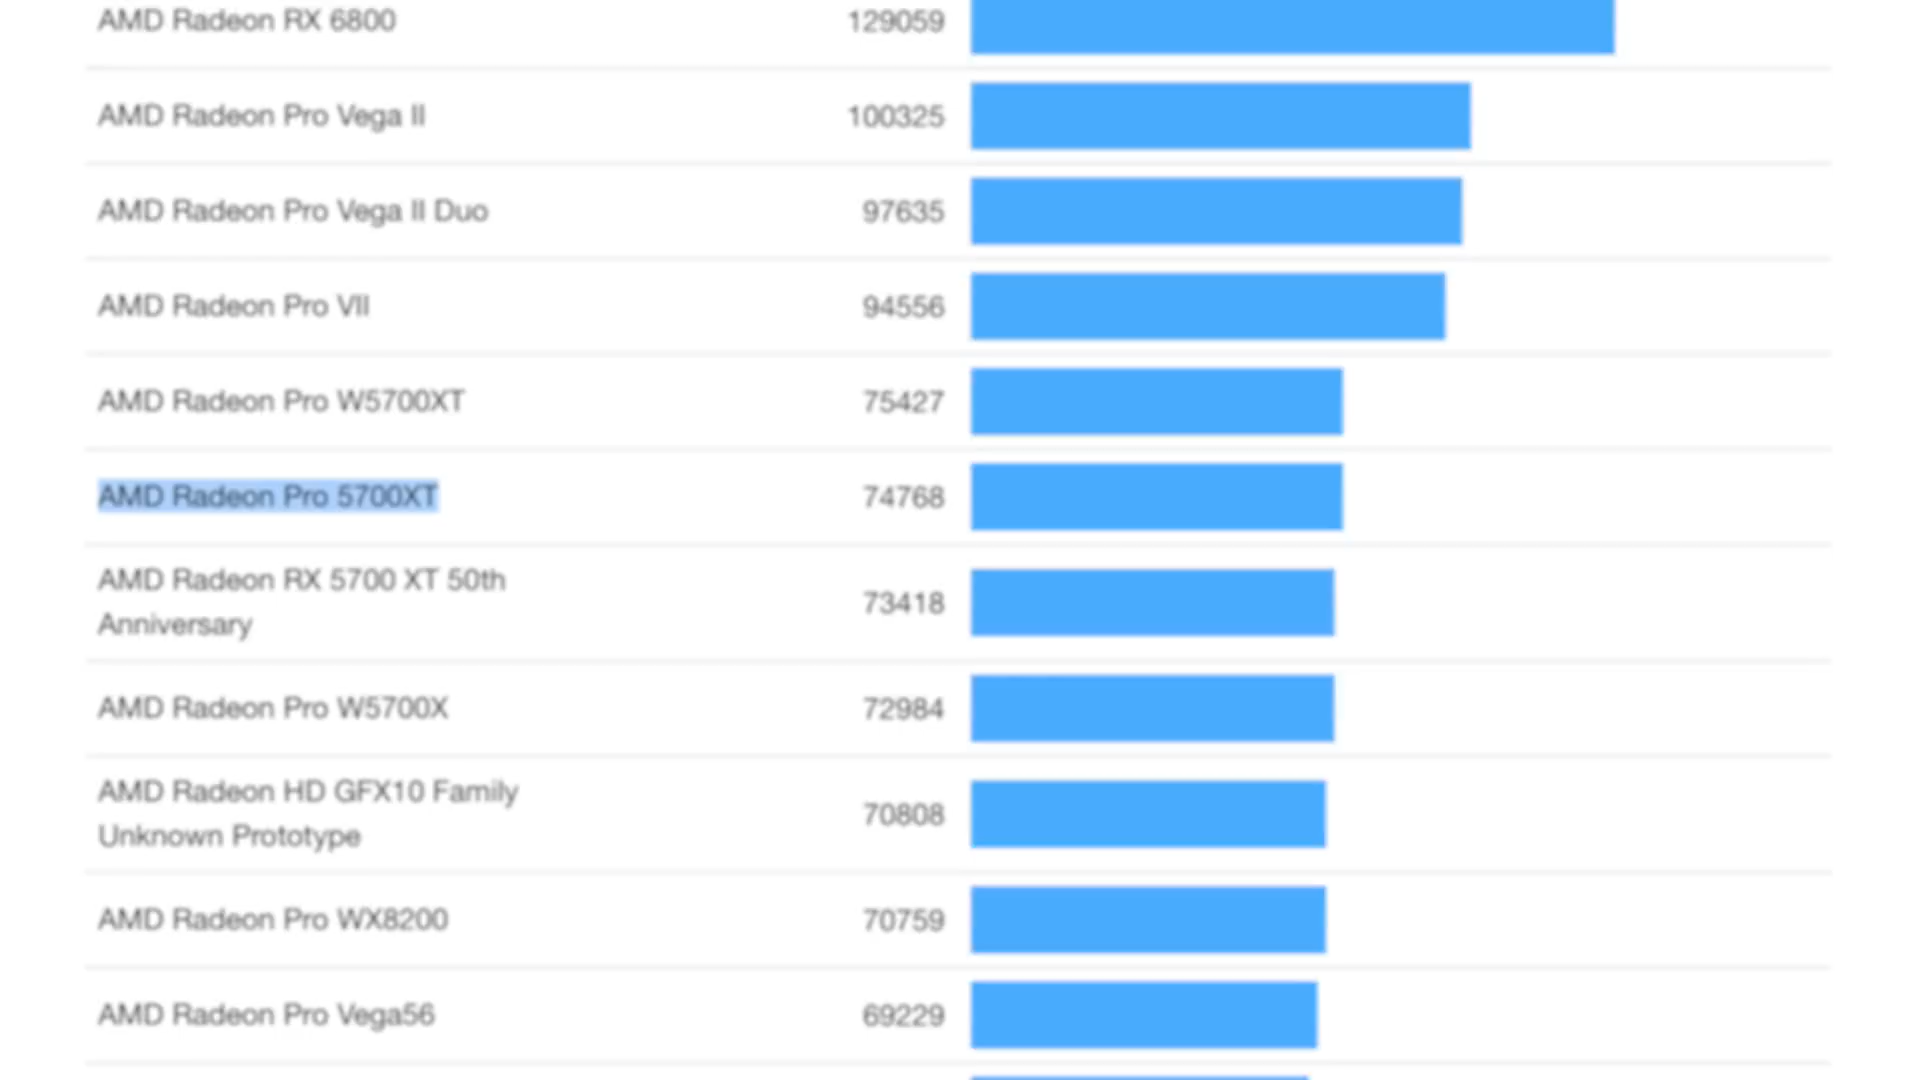 AMD Radeon RX 6800 129059
AMD Radeon Pro Vega II 100325
AMD Radeon Pro Vega II Duo 97635
AMD Radeon Pro VII 94556
AMD Radeon Pro W5700XT 75427
AMD Radeon Pro 5700XT 74768
AMD Radeon RX 5700 XT 50th
Anniversary
73418
AMD Radeon Pro W5700X 72984
AMD Radeon HD GFX10 Family
Unknown Prototype
70808
AMD Radeon Pro WX8200 70759
AMD Radeon Pro Vega56 69229